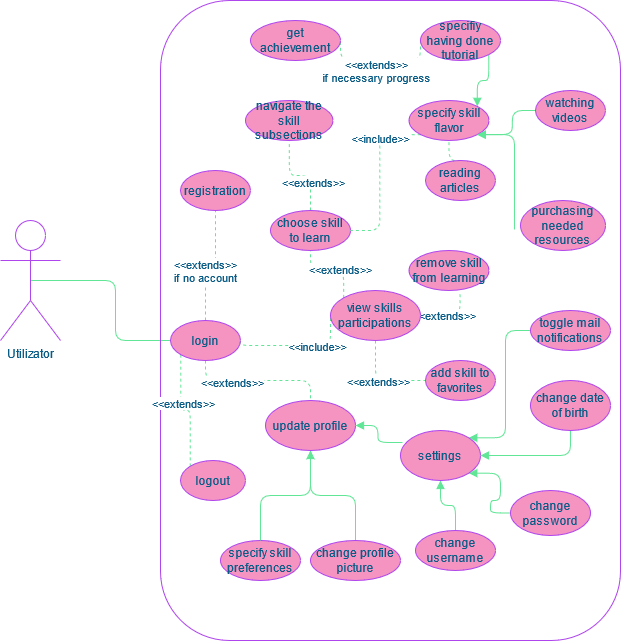 get
achievement
specifiy
having done
tutorial
<<extends>>
if necessary progress
navigate the
skill
subsections
specify skill
flavor
watching
videos
<<include>>
reading
articles
<<extends>>
registration
choose skill
to learn
purchasing
needed
resources
<<extends>>
if no account
<<extends>>
remove skill
from learning
view skills
participations
<<extends>>
toggle mail
notifications
Utilizator
login
<<include>>
<<extends>>
<<extends>>
add skill to
favorites
<<extends>>
change date
of birth
update profile
settings
logout
change
password
specify skill
preferences
change profile
picture
change
username